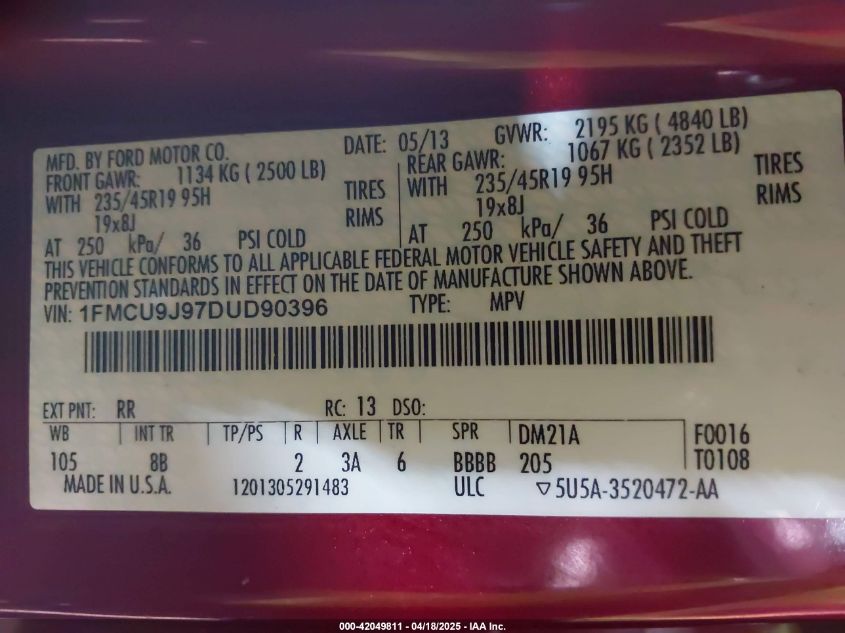 MFD. BY FORD MOTOR CO.
DATE: 05/13 GVWR: 2195 KG ( 4840 LB)
FRONT GAWR: 1134 KG ( 2500 LB)
WITH 235/45R19 95H TIRES
19x8J RIMS
AT 250 kPa/ 36 PSI COLD
REAR GAWR: 1067 KG ( 2352 LB)
WITH 235/45R19 95H TIRES
19x8J RIMS
AT 250 kPa/ 36 PSI COLD
THIS VEHICLE CONFORMS TO ALL APPLICABLE FEDERAL MOTOR VEHICLE SAFETY AND THEFT
PREVENTION STANDARDS IN EFFECT ON THE DATE OF MANUFACTURE SHOWN ABOVE.
VIN: 1FMCU9J97DUD90396 TYPE: MPV
EXT PNT: RR RC: 13 DSO:
WB INT TR TP/PS R AXLE TR SPR DM21A F0016
105 8B 2 3A 6 BBBB 205 T0108
MADE IN U.S.A. 1201305291483 ULC ▽5U5A-3520472-AA
000-42049811 - 04/18/2025 - IAA Inc.